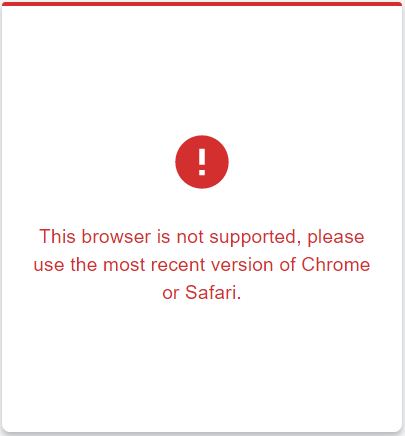 This browser is not supported, please
use the most recent version of Chrome
or Safari.